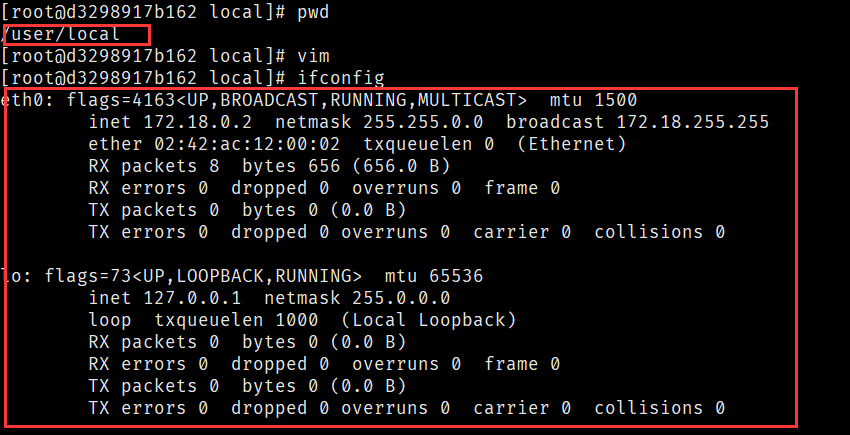 [root@d3298917b162 local]# pwd
/user/local
[root@d3298917b162 local]# vim
[root@d3298917b162 local]# ifconfig
eth0: flags=4163<UP,BROADCAST,RUNNING,MULTICAST>  mtu 1500
        inet 172.18.0.2  netmask 255.255.0.0  broadcast 172.18.255.255
        ether 02:42:ac:12:00:02  txqueuelen 0  (Ethernet)
        RX packets 8  bytes 656 (656.0 B)
        RX errors 0  dropped 0  overruns 0  frame 0
        TX packets 0  bytes 0 (0.0 B)
        TX errors 0  dropped 0 overruns 0  carrier 0  collisions 0

lo: flags=73<UP,LOOPBACK,RUNNING>  mtu 65536
        inet 127.0.0.1  netmask 255.0.0.0
        loop  txqueuelen 1000  (Local Loopback)
        RX packets 0  bytes 0 (0.0 B)
        RX errors 0  dropped 0  overruns 0  frame 0
        TX packets 0  bytes 0 (0.0 B)
        TX errors 0  dropped 0 overruns 0  carrier 0  collisions 0